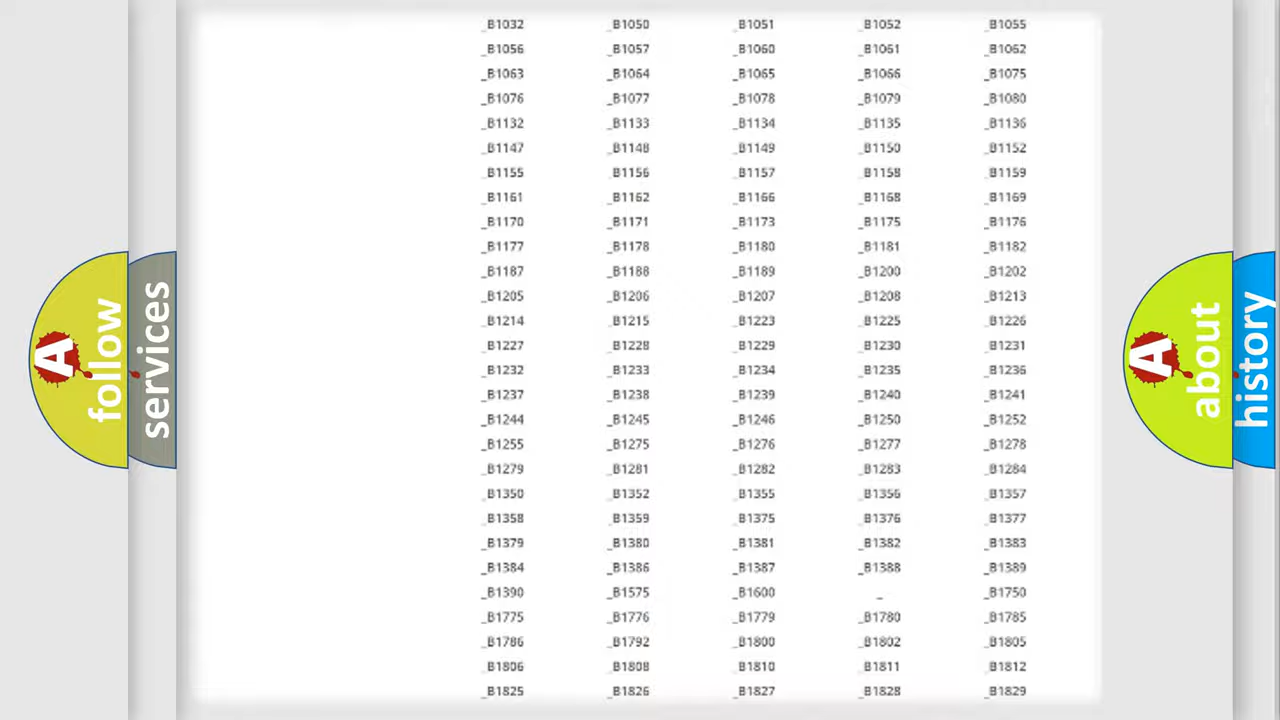 _B1032 _B1050 _B1051 _B1052 _B1055
_B1056 _B1057 _B1060 _B1061 _B1062
_B1063 _B1064 _B1065 _B1066 _B1075
_B1076 _B1077 _B1078 _B1079 _B1080
_B1132 _B1133 _B1134 _B1135 _B1136
_B1147 _B1148 _B1149 _B1150 _B1152
_B1155 _B1156 _B1157 _B1158 _B1159
_B1161 _B1162 _B1166 _B1168 _B1169
_B1170 _B1171 _B1173 _B1175 _B1176
_B1177 _B1178 _B1180 _B1181 _B1182
_B1187 _B1188 _B1189 _B1200 _B1202
_B1205 _B1206 _B1207 _B1208 _B1213
_B1214 _B1215 _B1223 _B1225 _B1226
_B1227 _B1228 _B1229 _B1230 _B1231
_B1232 _B1233 _B1234 _B1235 _B1236
_B1237 _B1238 _B1239 _B1240 _B1241
_B1244 _B1245 _B1246 _B1250 _B1252
_B1255 _B1275 _B1276 _B1277 _B1278
_B1279 _B1281 _B1282 _B1283 _B1284
_B1350 _B1352 _B1355 _B1356 _B1357
_B1358 _B1359 _B1375 _B1376 _B1377
_B1379 _B1380 _B1381 _B1382 _B1383
_B1384 _B1386 _B1387 _B1388 _B1389
_B1390 _B1575 _B1600 _ _B1750
_B1775 _B1776 _B1779 _B1780 _B1785
_B1786 _B1792 _B1800 _B1802 _B1805
_B1806 _B1808 _B1810 _B1811 _B1812
_B1825 _B1826 _B1827 _B1828 _B1829
A
follow
services
A
about
history